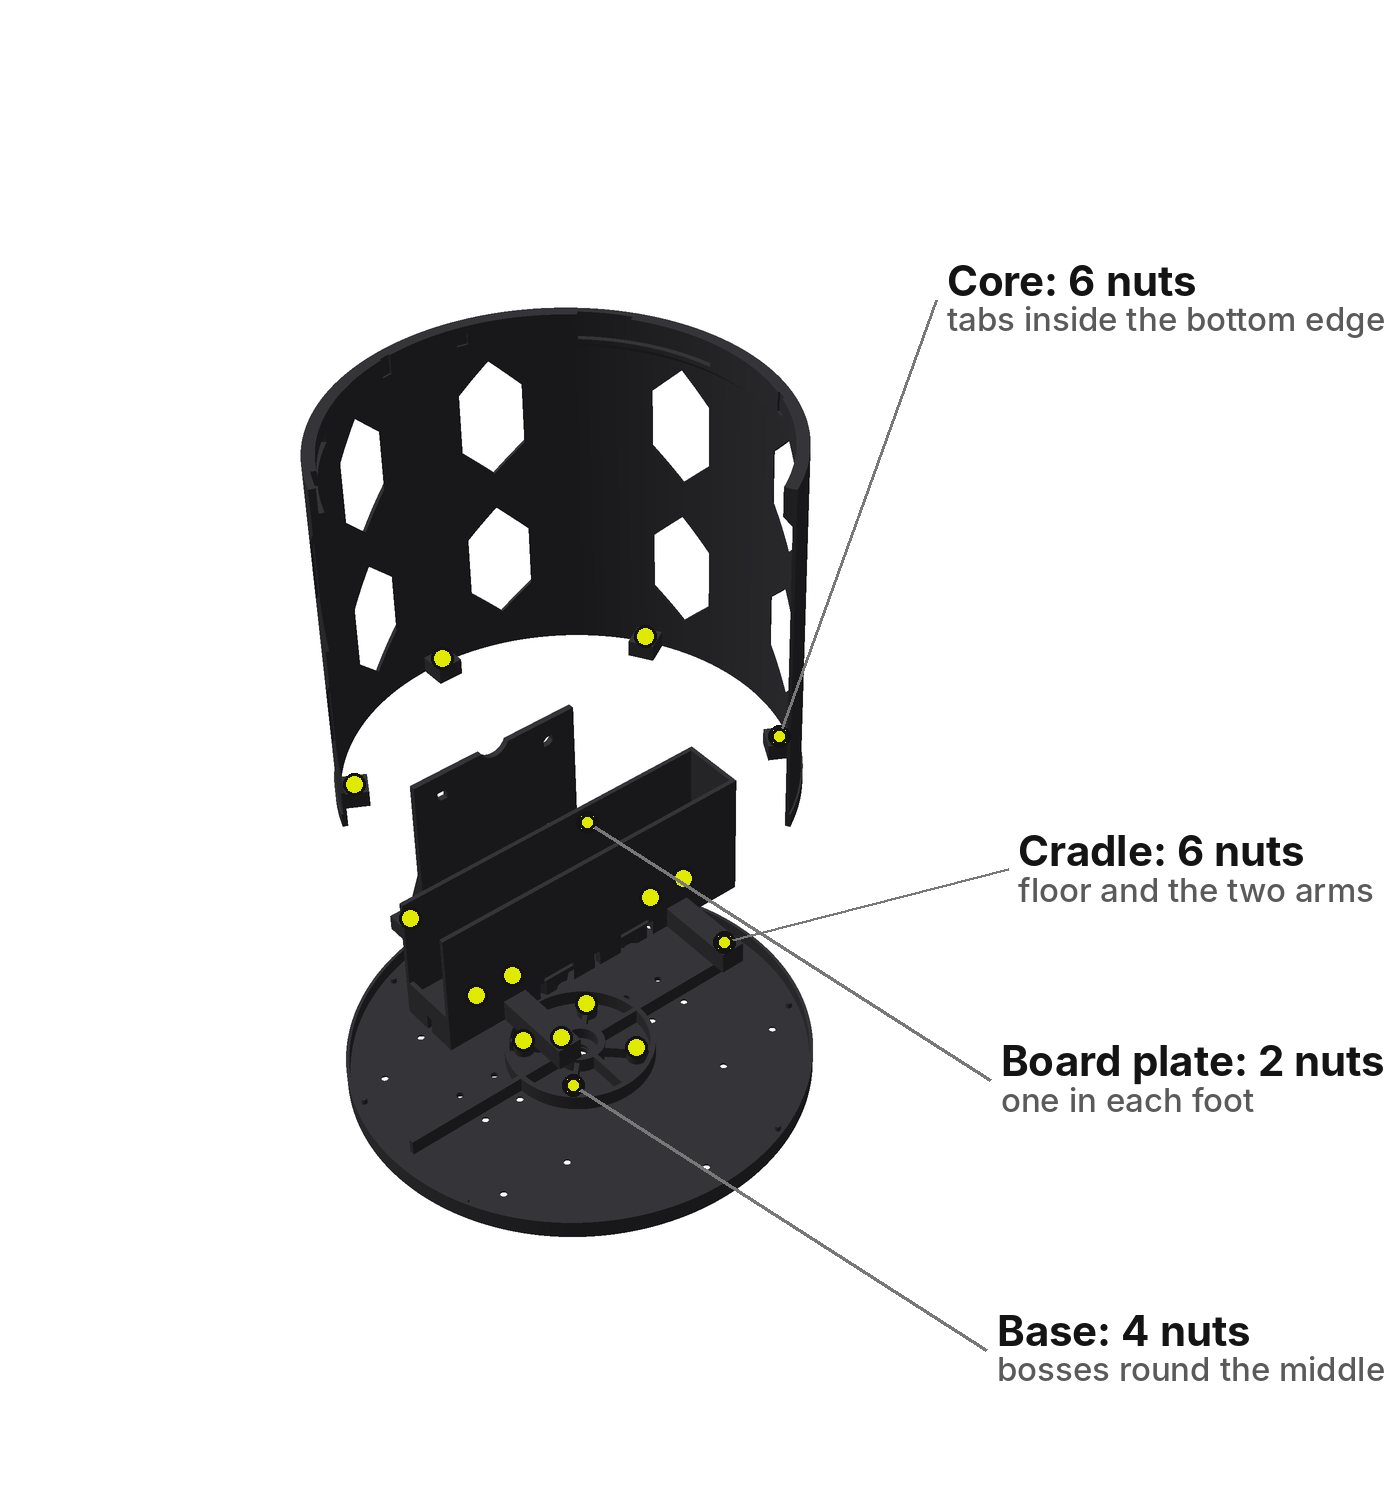 Core: 6 nuts
tabs inside the bottom edge
Cradle: 6 nuts
floor and the two arms
Board plate: 2 nuts
one in each foot
Base: 4 nuts
bosses round the middle